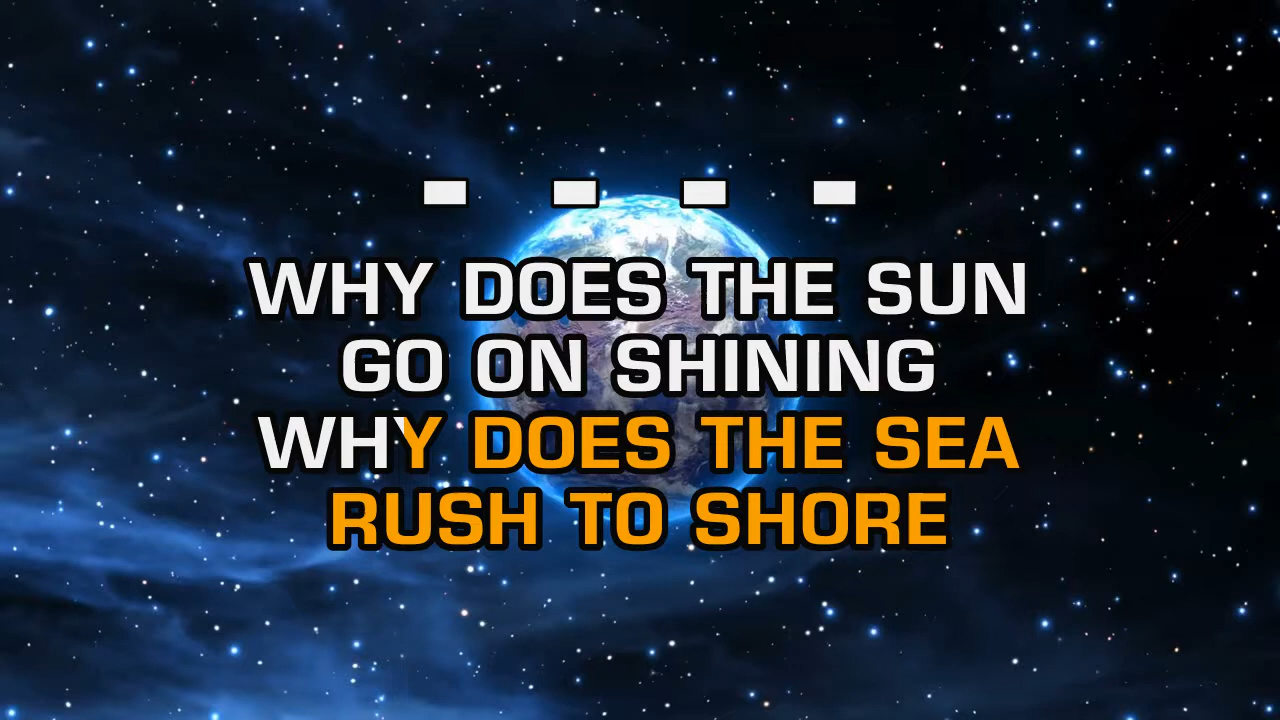 - - - -
WHY DOES THE SUN
GO ON SHINING
WHY DOES THE SEA
RUSH TO SHORE